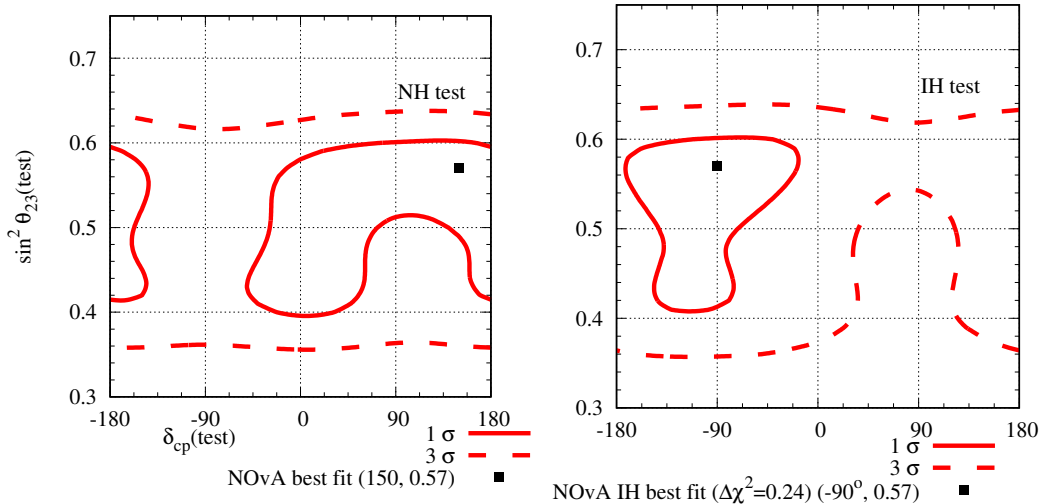 0.7
0.6
0.5
0.4
0.3
sin² θ₂₃(test)
NH test
-180 -90 0 90 180
δcp(test)
1 σ
3 σ
NOvA best fit (150, 0.57)
0.7
0.6
0.5
0.4
0.3
IH test
-180 -90 0 90 180
1 σ
3 σ
NOvA IH best fit (Δχ²=0.24) (-90°, 0.57)